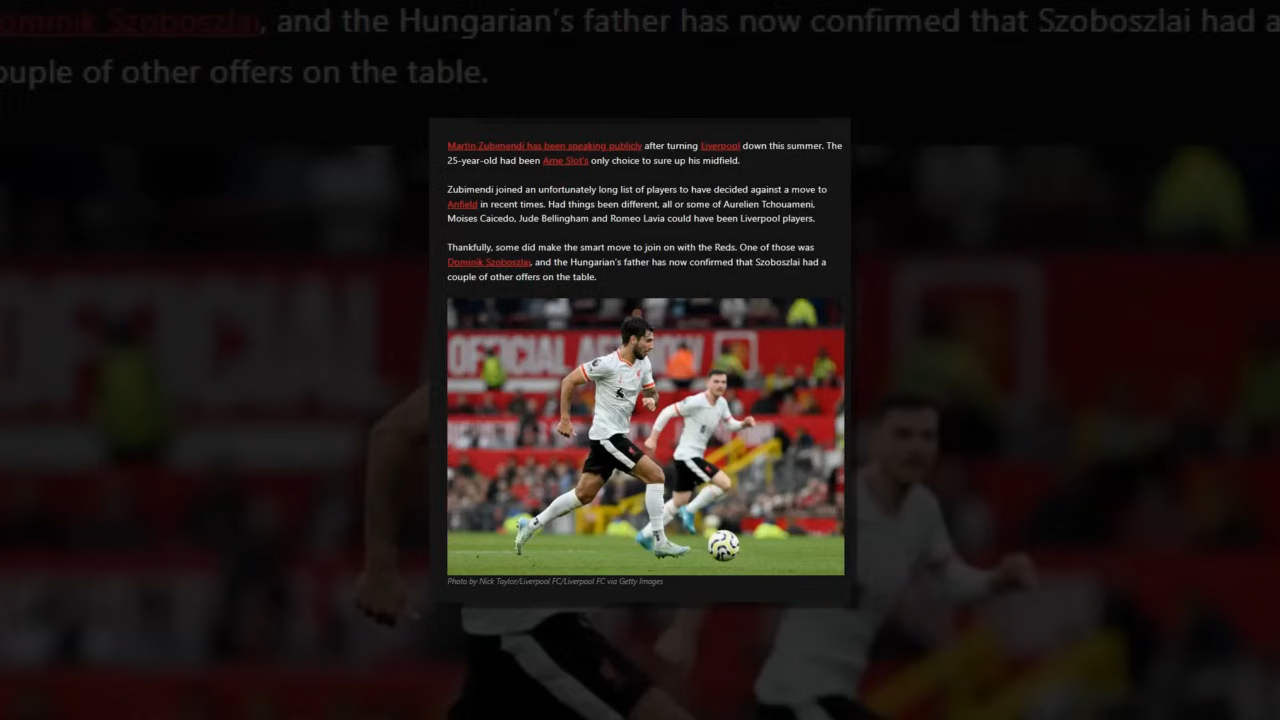 Dominik Szoboszlai, and the Hungarian's father has now confirmed that Szoboszlai had a
ouple of other offers on the table.
Martin Zubimendi has been speaking publicly after turning Liverpool down this summer. The
25-year-old had been Arne Slot's only choice to sure up his midfield.
Zubimendi joined an unfortunately long list of players to have decided against a move to
Anfield in recent times. Had things been different, all or some of Aurelien Tchouameni,
Moises Caicedo, Jude Bellingham and Romeo Lavia could have been Liverpool players.
Thankfully, some did make the smart move to join on with the Reds. One of those was
Dominik Szoboszlai, and the Hungarian's father has now confirmed that Szoboszlai had a
couple of other offers on the table.
OFFICIAL
Photo by Nick Taylor/Liverpool FC/Liverpool FC via Getty Images